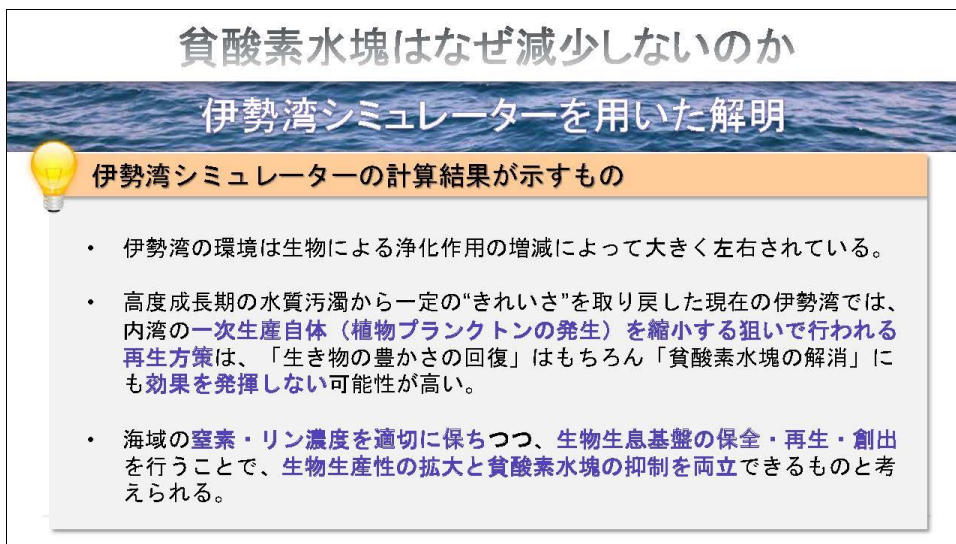 貧酸素水塊はなぜ減少しないのか
伊勢湾シミュレーターを用いた解明
伊勢湾シミュレーターの計算結果が示すもの
• 伊勢湾の環境は生物による浄化作用の増減によって大きく左右されている。
• 高度成長期の水質汚濁から一定の“きれいさ”を取り戻した現在の伊勢湾では、
内湾の一次生産自体（植物プランクトンの発生）を縮小する狙いで行われる
再生方策は、「生き物の豊かさの回復」はもちろん「貧酸素水塊の解消」に
も効果を発揮しない可能性が高い。
• 海域の窒素・リン濃度を適切に保ちつつ、生物生息基盤の保全・再生・創出
を行うことで、生物生産性の拡大と貧酸素水塊の抑制を両立できるものと考
えられる。